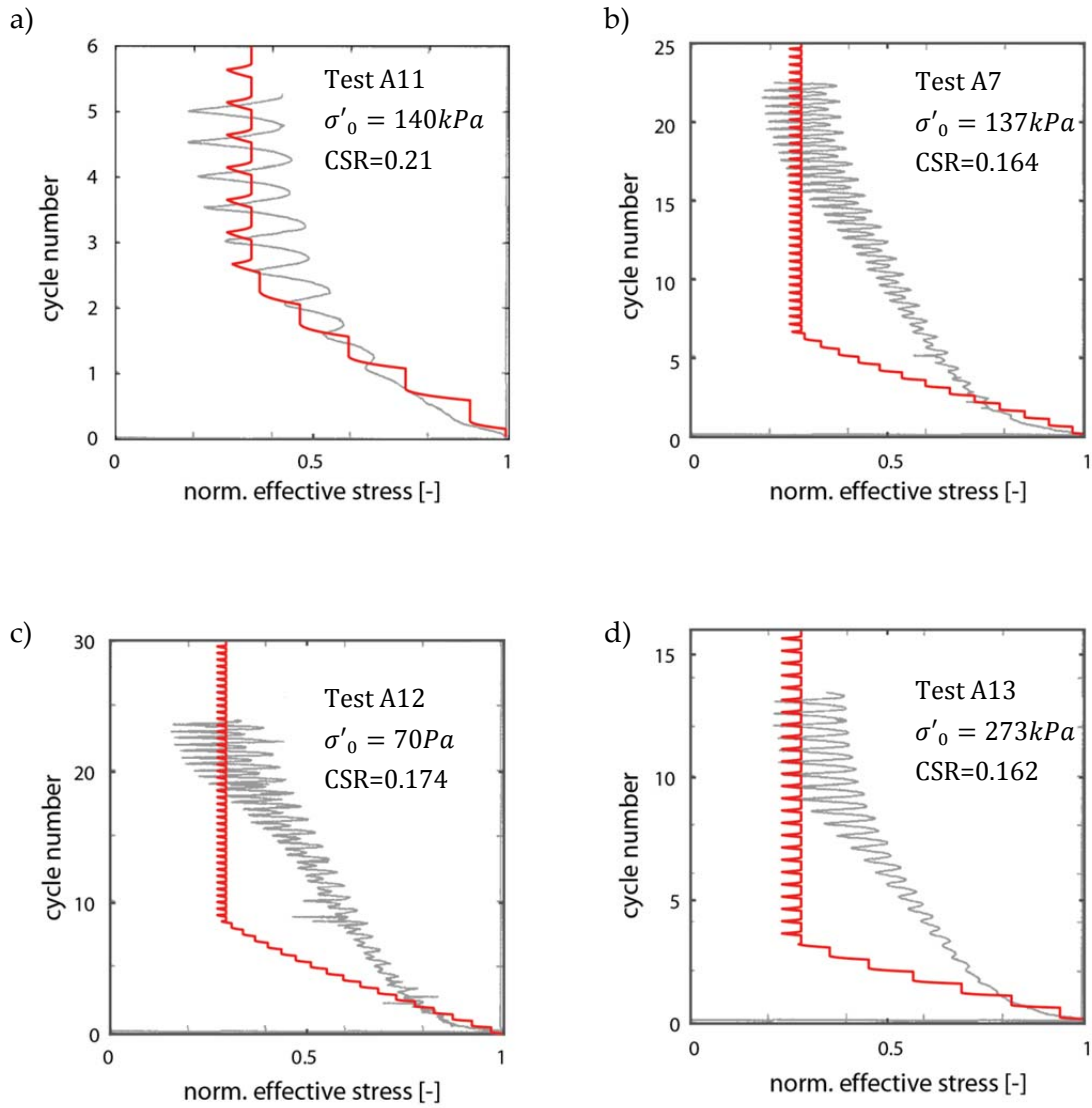 a)
6
5
4
3
2
1
0
cycle number
Test A11
σ′₀ = 140kPa
CSR=0.21
0
0.5
1
norm. effective stress [-]
b)
25
20
15
10
5
0
cycle number
Test A7
σ′₀ = 137kPa
CSR=0.164
0
0.5
1
norm. effective stress [-]
c)
30
20
10
0
cycle number
Test A12
σ′₀ = 70Pa
CSR=0.174
0
0.5
1
norm. effective stress [-]
d)
15
10
5
0
cycle number
Test A13
σ′₀ = 273kPa
CSR=0.162
0
0.5
1
norm. effective stress [-]